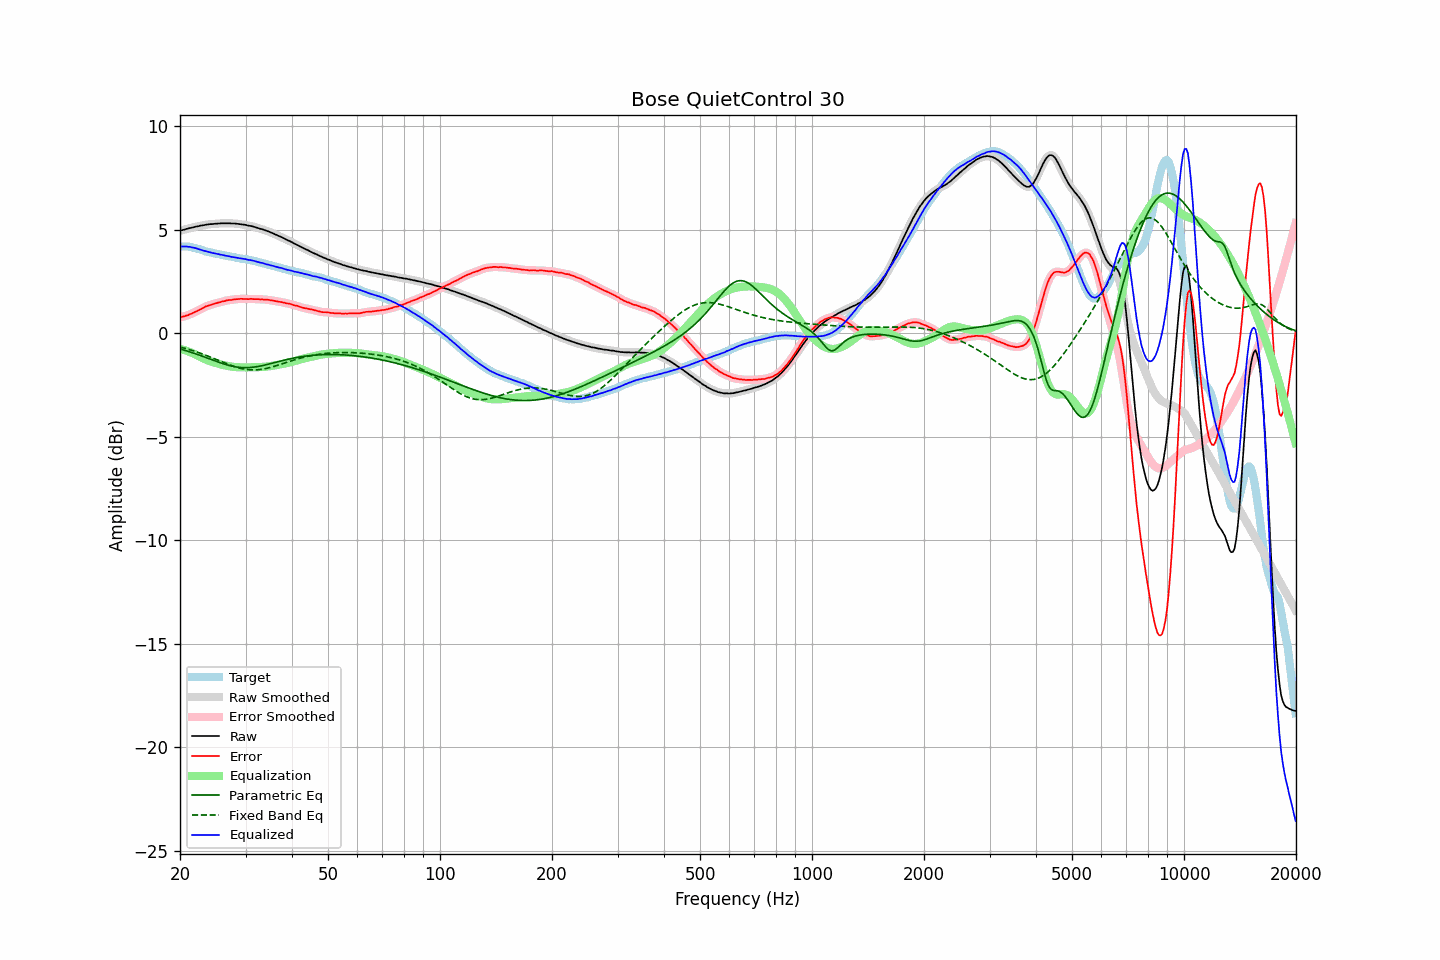 Bose QuietControl 30
10
5
0
−5
−10
−15
−20
−25
Amplitude (dBr)
Target
Raw Smoothed
Error Smoothed
Raw
Error
Equalization
Parametric Eq
Fixed Band Eq
Equalized
20 50 100 200 500 1000 2000 5000 10000 20000
Frequency (Hz)